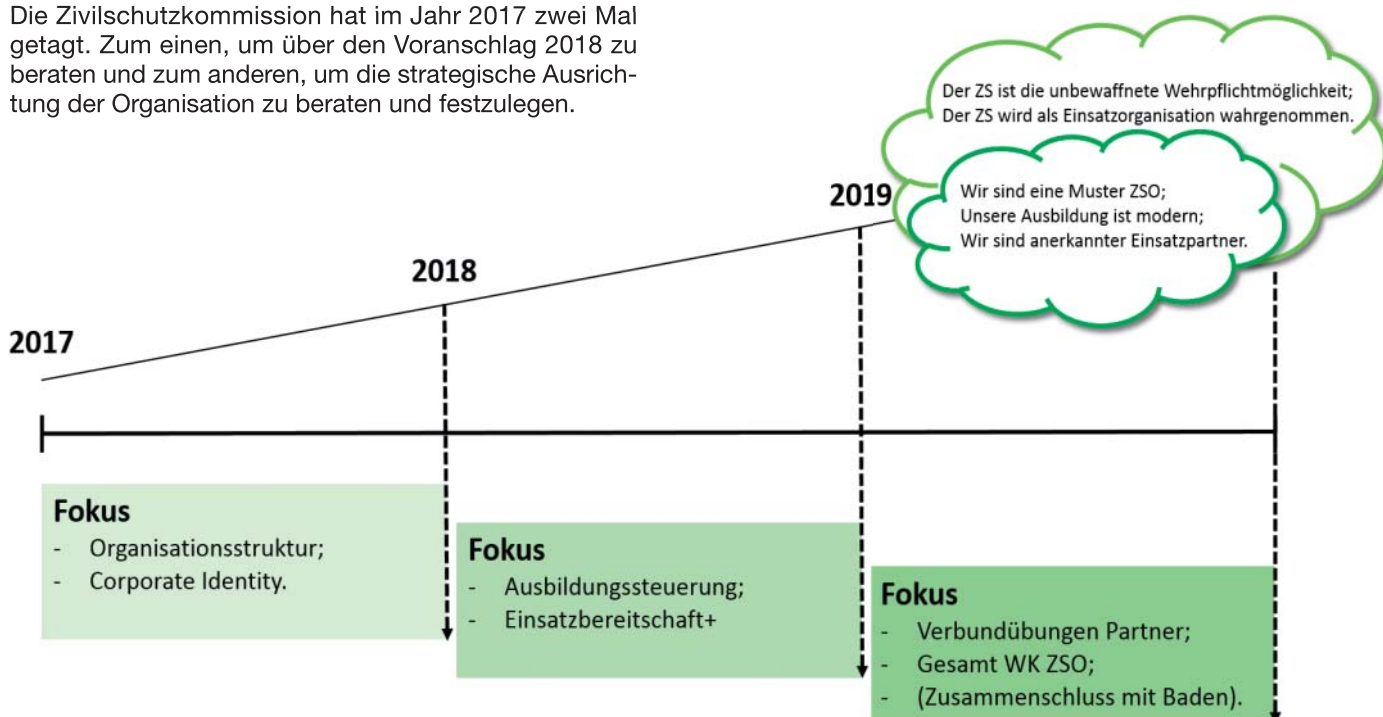 Die Zivilschutzkommission hat im Jahr 2017 zwei Mal
getagt. Zum einen, um über den Voranschlag 2018 zu
beraten und zum anderen, um die strategische Ausrich-
tung der Organisation zu beraten und festzulegen.
Der ZS ist die unbewaffnete Wehrpflichtmöglichkeit;
Der ZS wird als Einsatzorganisation wahrgenommen.
Wir sind eine Muster ZSO;
Unsere Ausbildung ist modern;
Wir sind anerkannter Einsatzpartner.
2019
2018
2017
Fokus
- Organisationsstruktur;
- Corporate Identity.
Fokus
- Ausbildungssteuerung;
- Einsatzbereitschaft+
Fokus
- Verbundübungen Partner;
- Gesamt WK ZSO;
- (Zusammenschluss mit Baden).